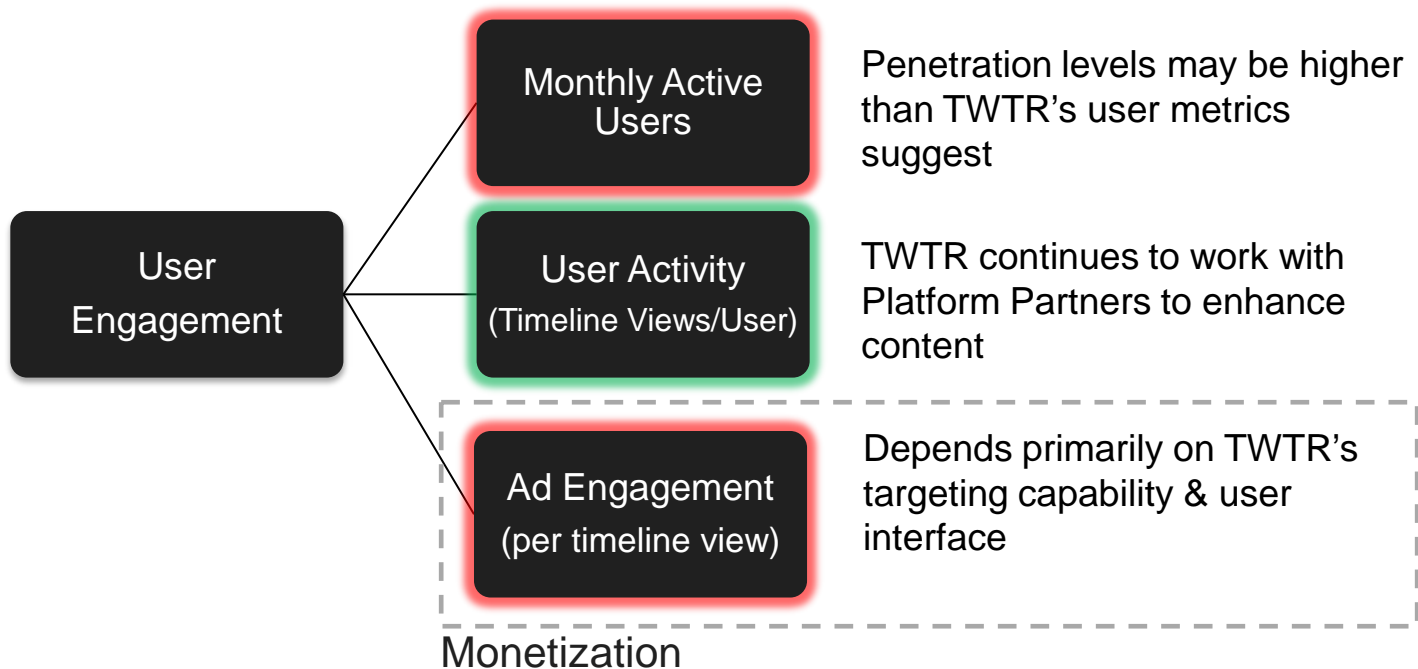 User
Engagement
Monthly Active
Users
Penetration levels may be higher
than TWTR’s user metrics
suggest
User Activity
(Timeline Views/User)
TWTR continues to work with
Platform Partners to enhance
content
Ad Engagement
(per timeline view)
Depends primarily on TWTR’s
targeting capability & user
interface
Monetization